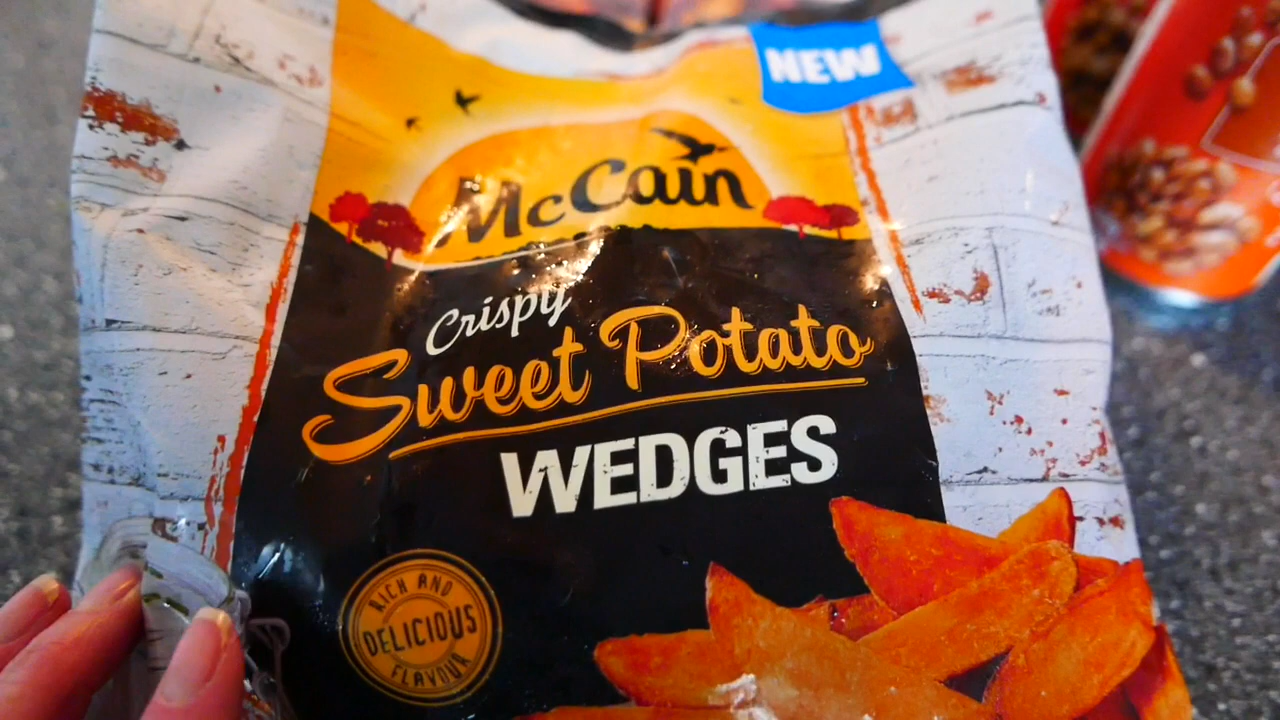 NEW
McCain
Crispy
Sweet Potato
WEDGES
RICH AND
DELICIOUS
FLAVOUR